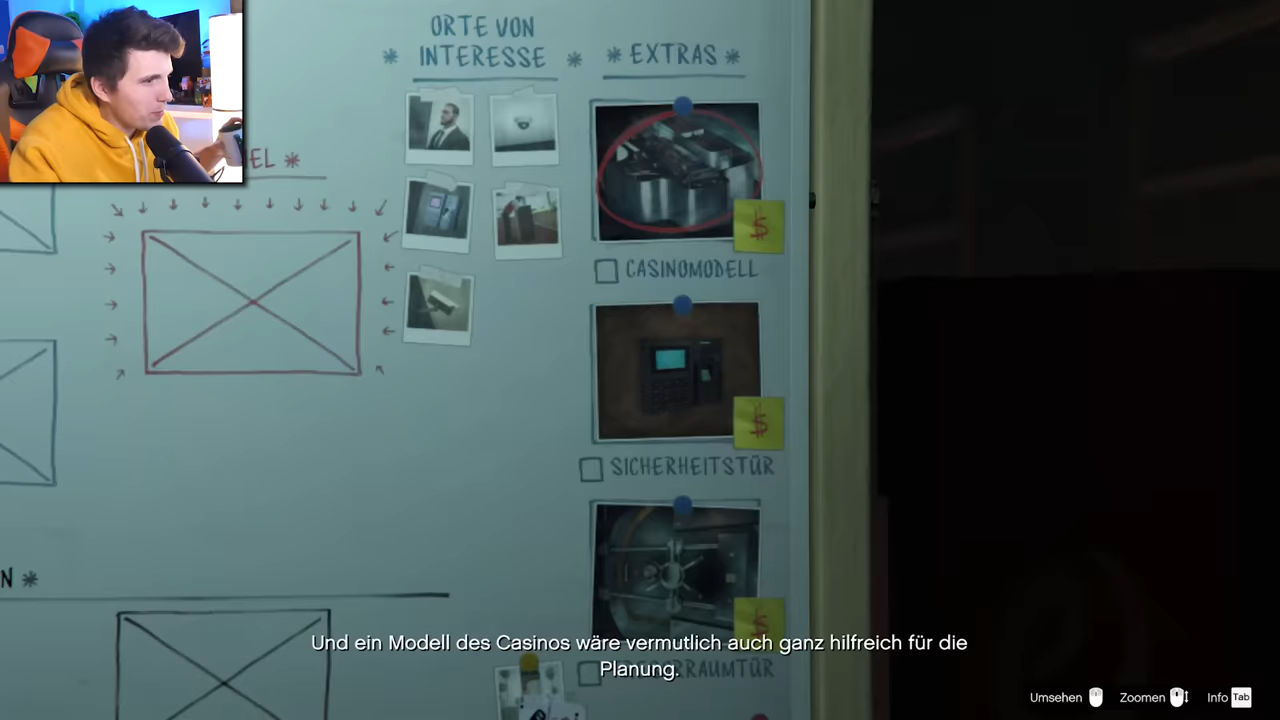 ORTE VON
INTERESSE
EXTRAS
EL
$
CASINOMODELL
$
SICHERHEITSTÜR
N
$
Und ein Modell des Casinos wäre vermutlich auch ganz hilfreich für die
Planung.
Umsehen
Zoomen
Info Tab